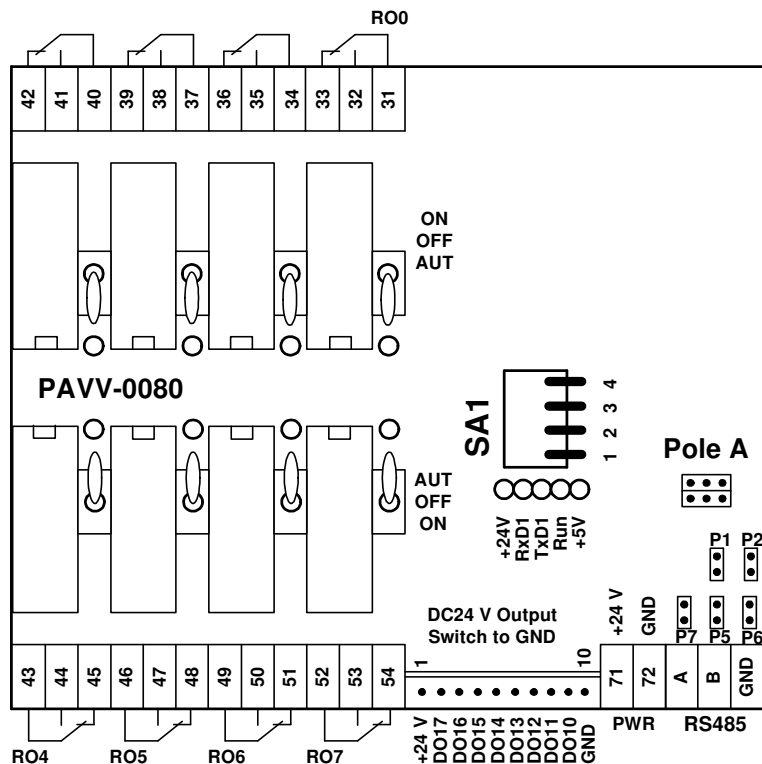 RO0
42
41
40
39
38
37
36
35
34
33
32
31
ON
OFF
AUT
PAVV-0080
SA1
4
3
2
1
Pole A
AUT
OFF
ON
+24V
RxD1
TxD1
Run
+5V
P1
P2
DC24 V Output
Switch to GND
+24 V
GND
P7
P5
P6
43
44
45
46
47
48
49
50
51
52
53
54
1
10
71
72
A
B
GND
+24 V
DO17
DO16
DO15
DO14
DO13
DO12
DO11
DO10
GND
PWR
RS485
RO4
RO5
RO6
RO7